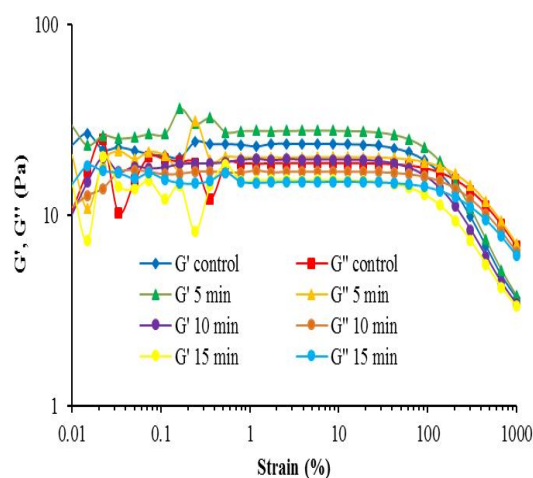 100
10
1
G', G'' (Pa)
G' control G'' control
G' 5 min G'' 5 min
G' 10 min G'' 10 min
G' 15 min G'' 15 min
0.01 0.1 1 10 100 1000
Strain (%)